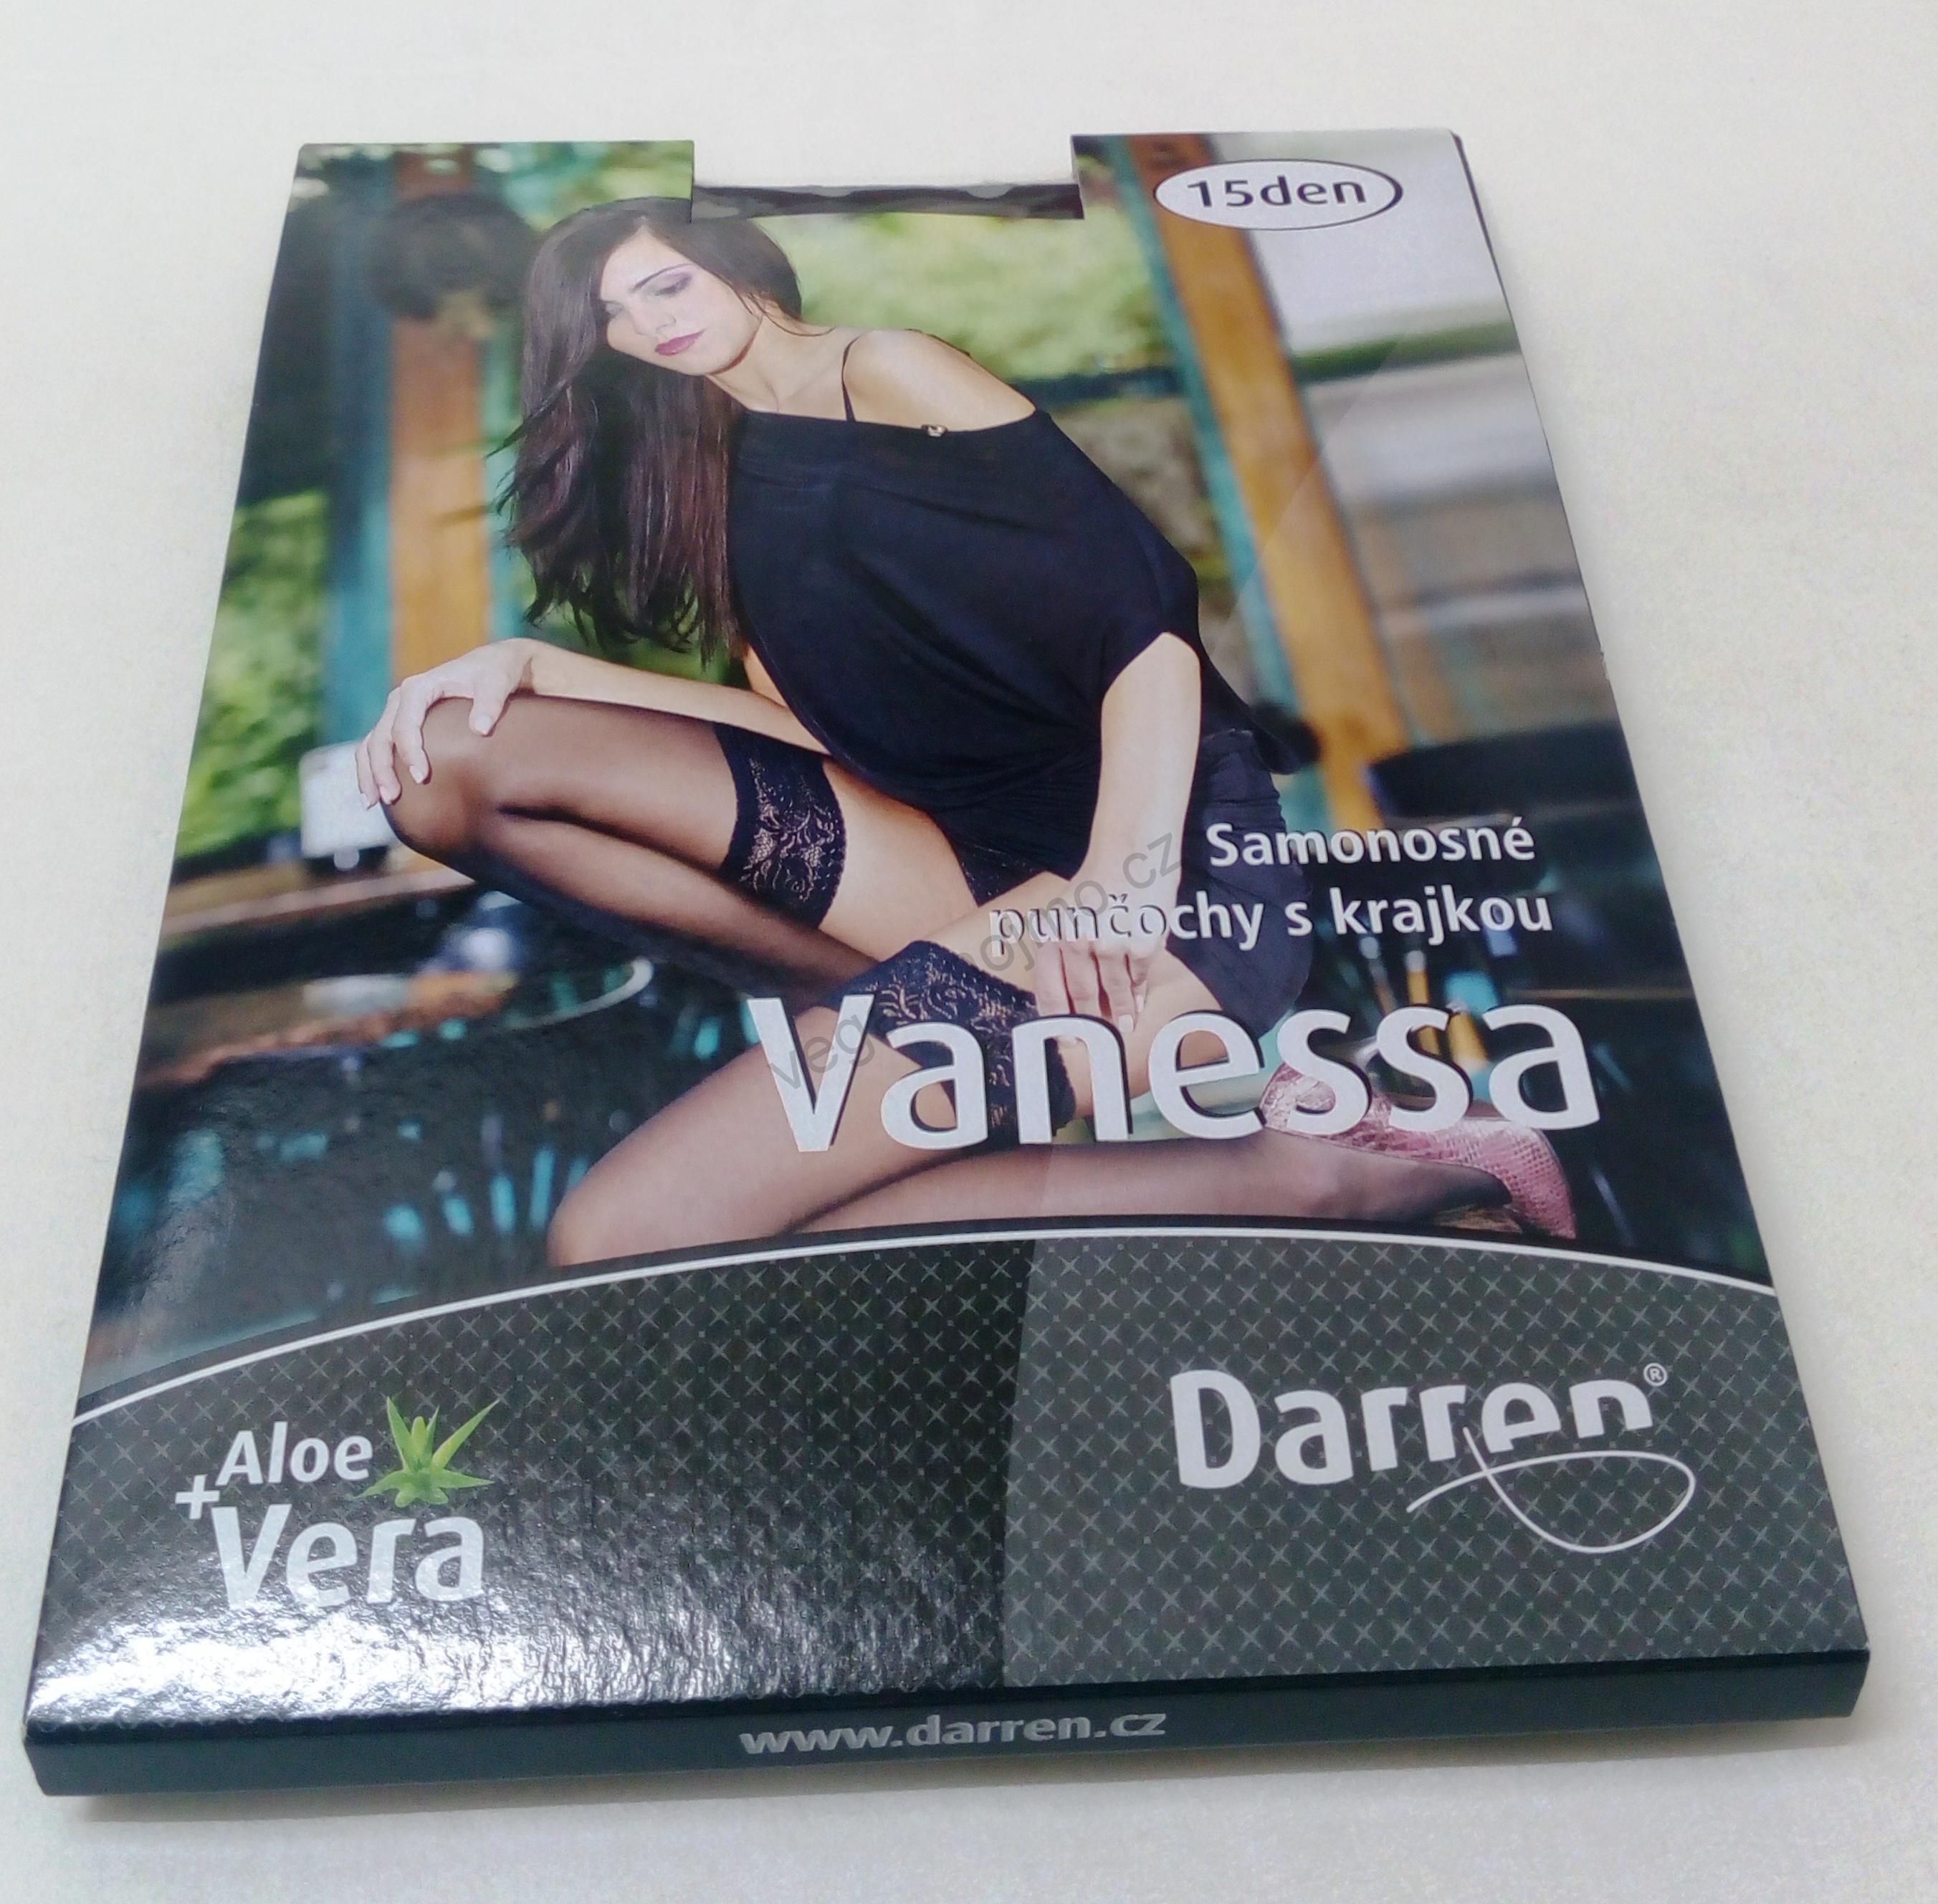 15den
Samonosné
punčochy s krajkou
Vanessa
Aloe
+Vera
Darren®
www.darren.cz